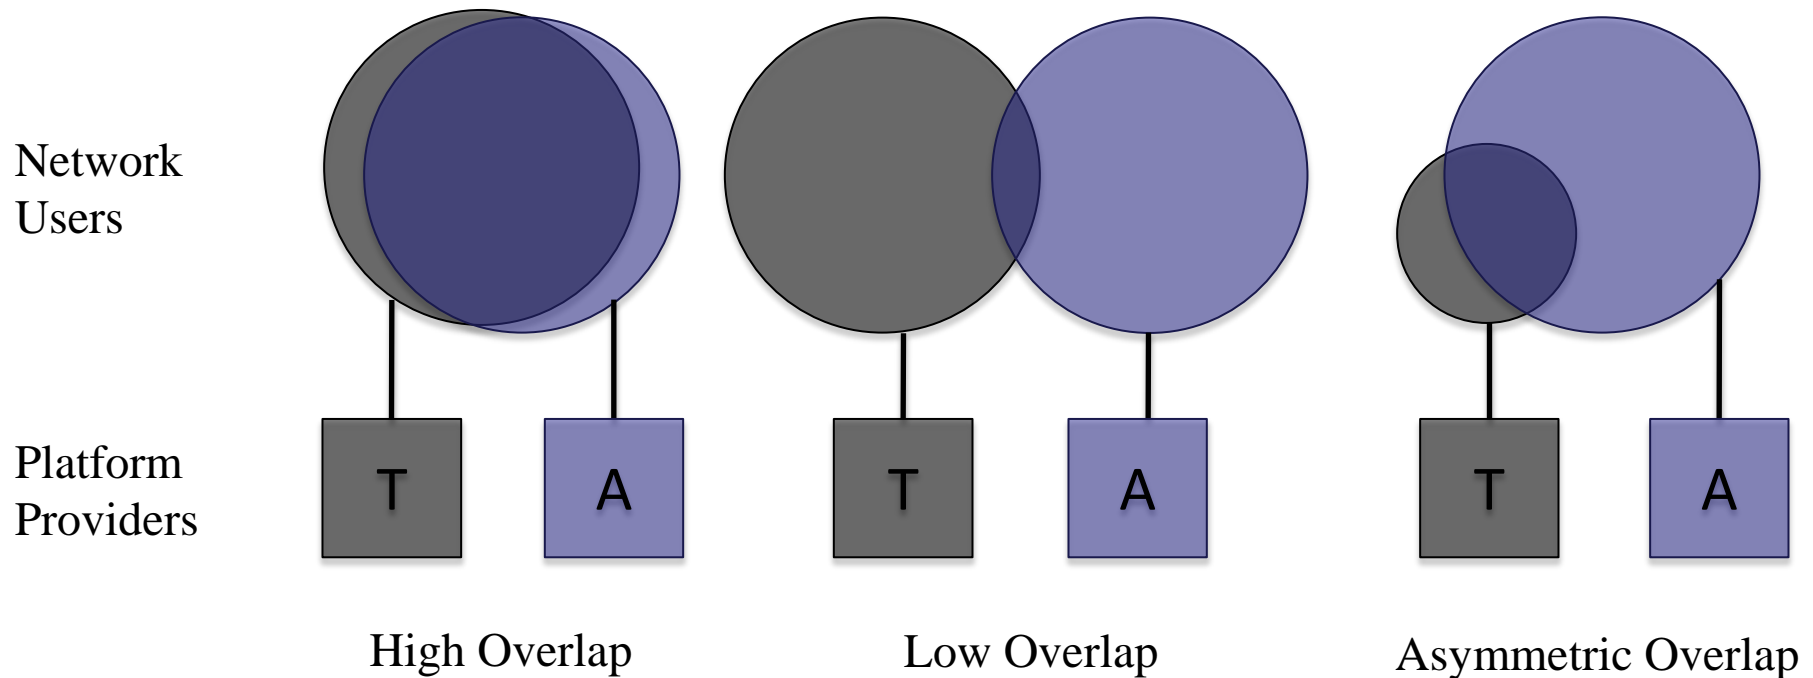 Network
Users
Platform
Providers
T
A
T
A
T
A
High Overlap
Low Overlap
Asymmetric Overlap